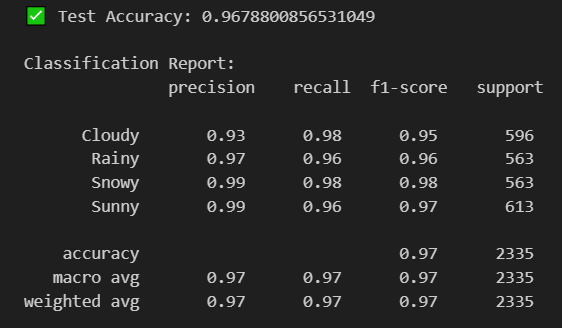 ✅ Test Accuracy: 0.9678800856531049
Classification Report:
precision recall f1-score support
Cloudy 0.93 0.98 0.95 596
Rainy 0.97 0.96 0.96 563
Snowy 0.99 0.98 0.98 563
Sunny 0.99 0.96 0.97 613
accuracy 0.97 2335
macro avg 0.97 0.97 0.97 2335
weighted avg 0.97 0.97 0.97 2335